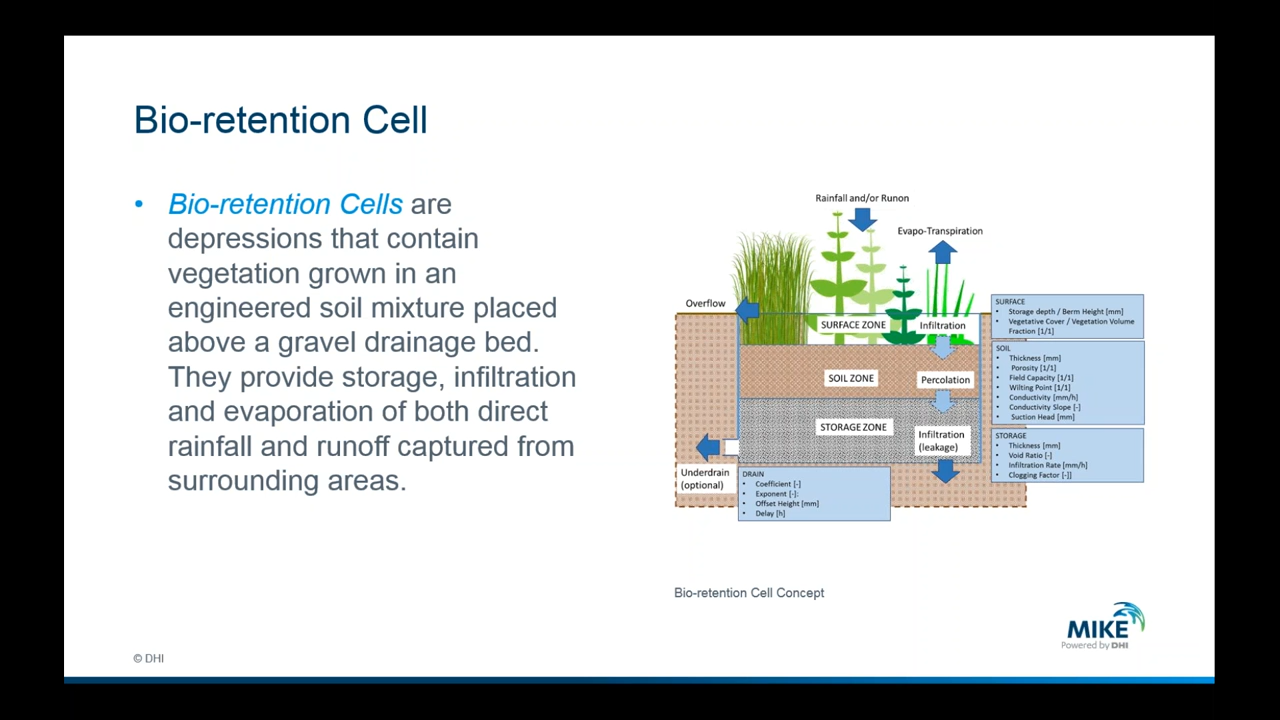 Bio-retention Cell
• Bio-retention Cells are
depressions that contain
vegetation grown in an
engineered soil mixture placed
above a gravel drainage bed.
They provide storage, infiltration
and evaporation of both direct
rainfall and runoff captured from
surrounding areas.
Rainfall and/or Runon
Evapo-Transpiration
Overflow
SURFACE ZONE
Infiltration
SOIL ZONE
Percolation
STORAGE ZONE
Infiltration
(leakage)
Underdrain
(optional)
SURFACE
• Storage depth / Berm Height [mm]
• Vegetative Cover / Vegetation Volume
Fraction [1/1]
SOIL
• Thickness [mm]
• Porosity [1/1]
• Field Capacity [1/1]
• Wilting Point [1/1]
• Conductivity [mm/h]
• Conductivity Slope [-]
• Suction Head [mm]
STORAGE
• Thickness [mm]
• Void Ratio [-]
• Infiltration Rate [mm/h]
• Clogging Factor [-]]
DRAIN
• Coefficient [-]
• Exponent [-]:
• Offset Height [mm]
• Delay [h]
Bio-retention Cell Concept
MIKE
Powered by DHI
© DHI